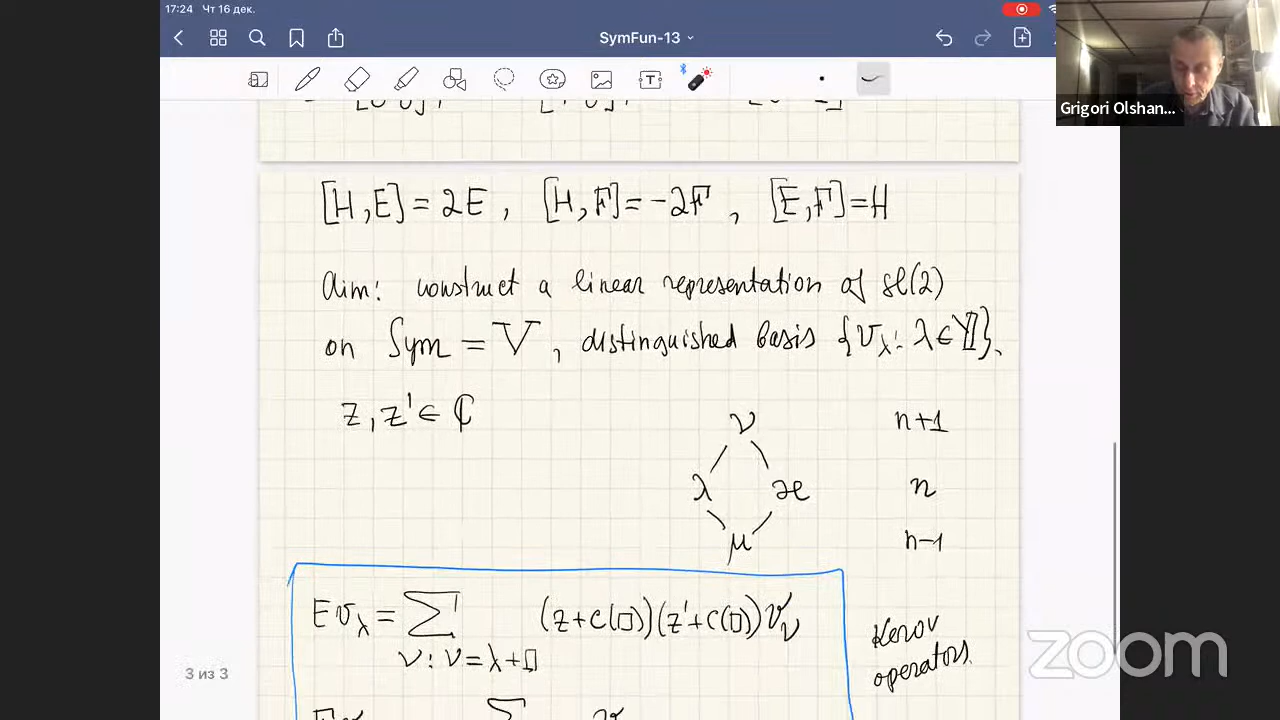 17:24 Чт 16 дек.
SymFun-13
Grigori Olshan...
[H,E]=2E, [H,F]=-2F, [E,F]=H
Aim: construct a linear representation of sl(2)
on Sym = V, distinguished basis {v_λ: λ∈𝕐}.
z, z' ∈ ℂ
ν n+1
λ æ n
μ n-1
E v_λ = ∑ (z+c(□))(z'+c(□)) v_ν
ν: ν=λ+□
Kerov
operators
3 из 3
zoom